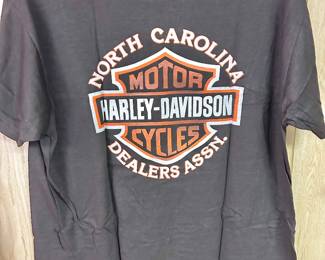 NORTH CAROLINA
MOTOR
HARLEY-DAVIDSON
CYCLES
DEALERS ASSN.